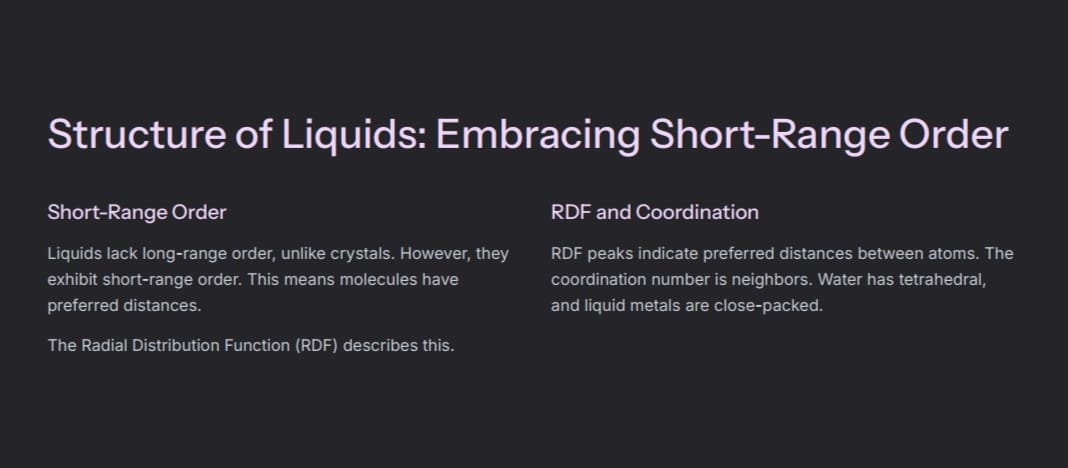 Structure of Liquids: Embracing Short-Range Order
Short-Range Order
Liquids lack long-range order, unlike crystals. However, they
exhibit short-range order. This means molecules have
preferred distances.
The Radial Distribution Function (RDF) describes this.
RDF and Coordination
RDF peaks indicate preferred distances between atoms. The
coordination number is neighbors. Water has tetrahedral,
and liquid metals are close-packed.